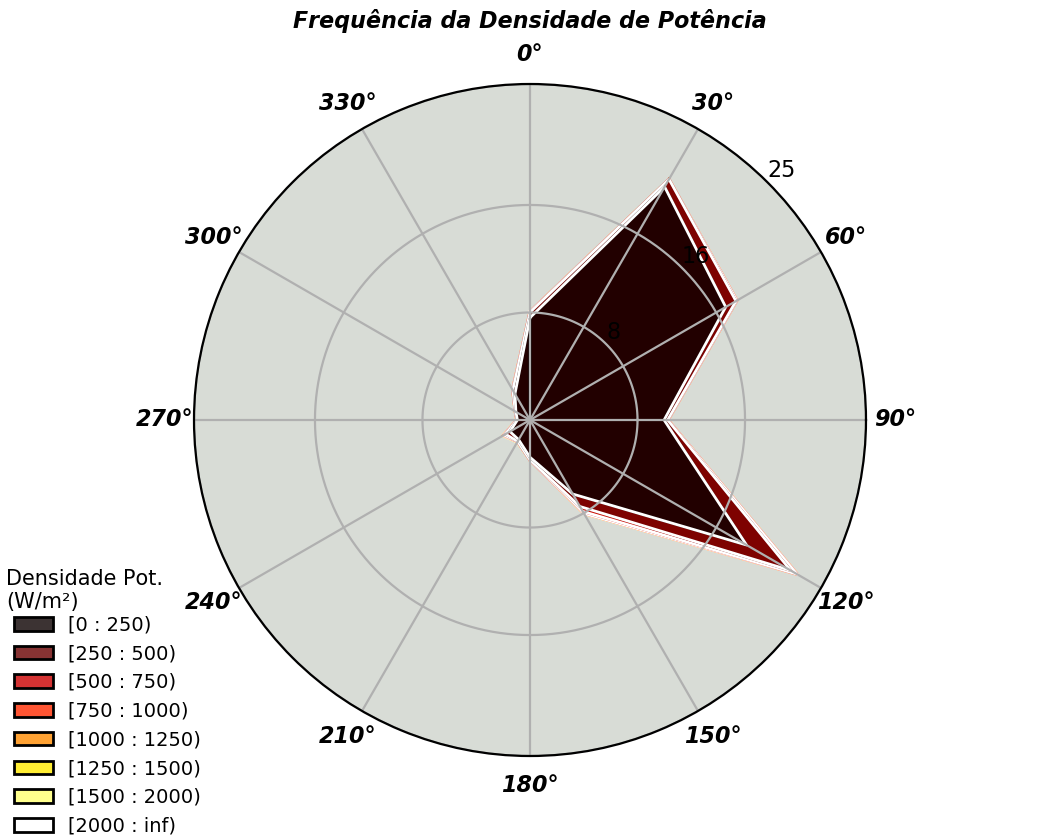 Frequência da Densidade de Potência
0°
330°
30°
25
300°
60°
16
8
270°
90°
Densidade Pot.
(W/m²)
240°
120°
[0 : 250)
[250 : 500)
[500 : 750)
[750 : 1000)
210°
150°
[1000 : 1250)
[1250 : 1500)
180°
[1500 : 2000)
[2000 : inf)